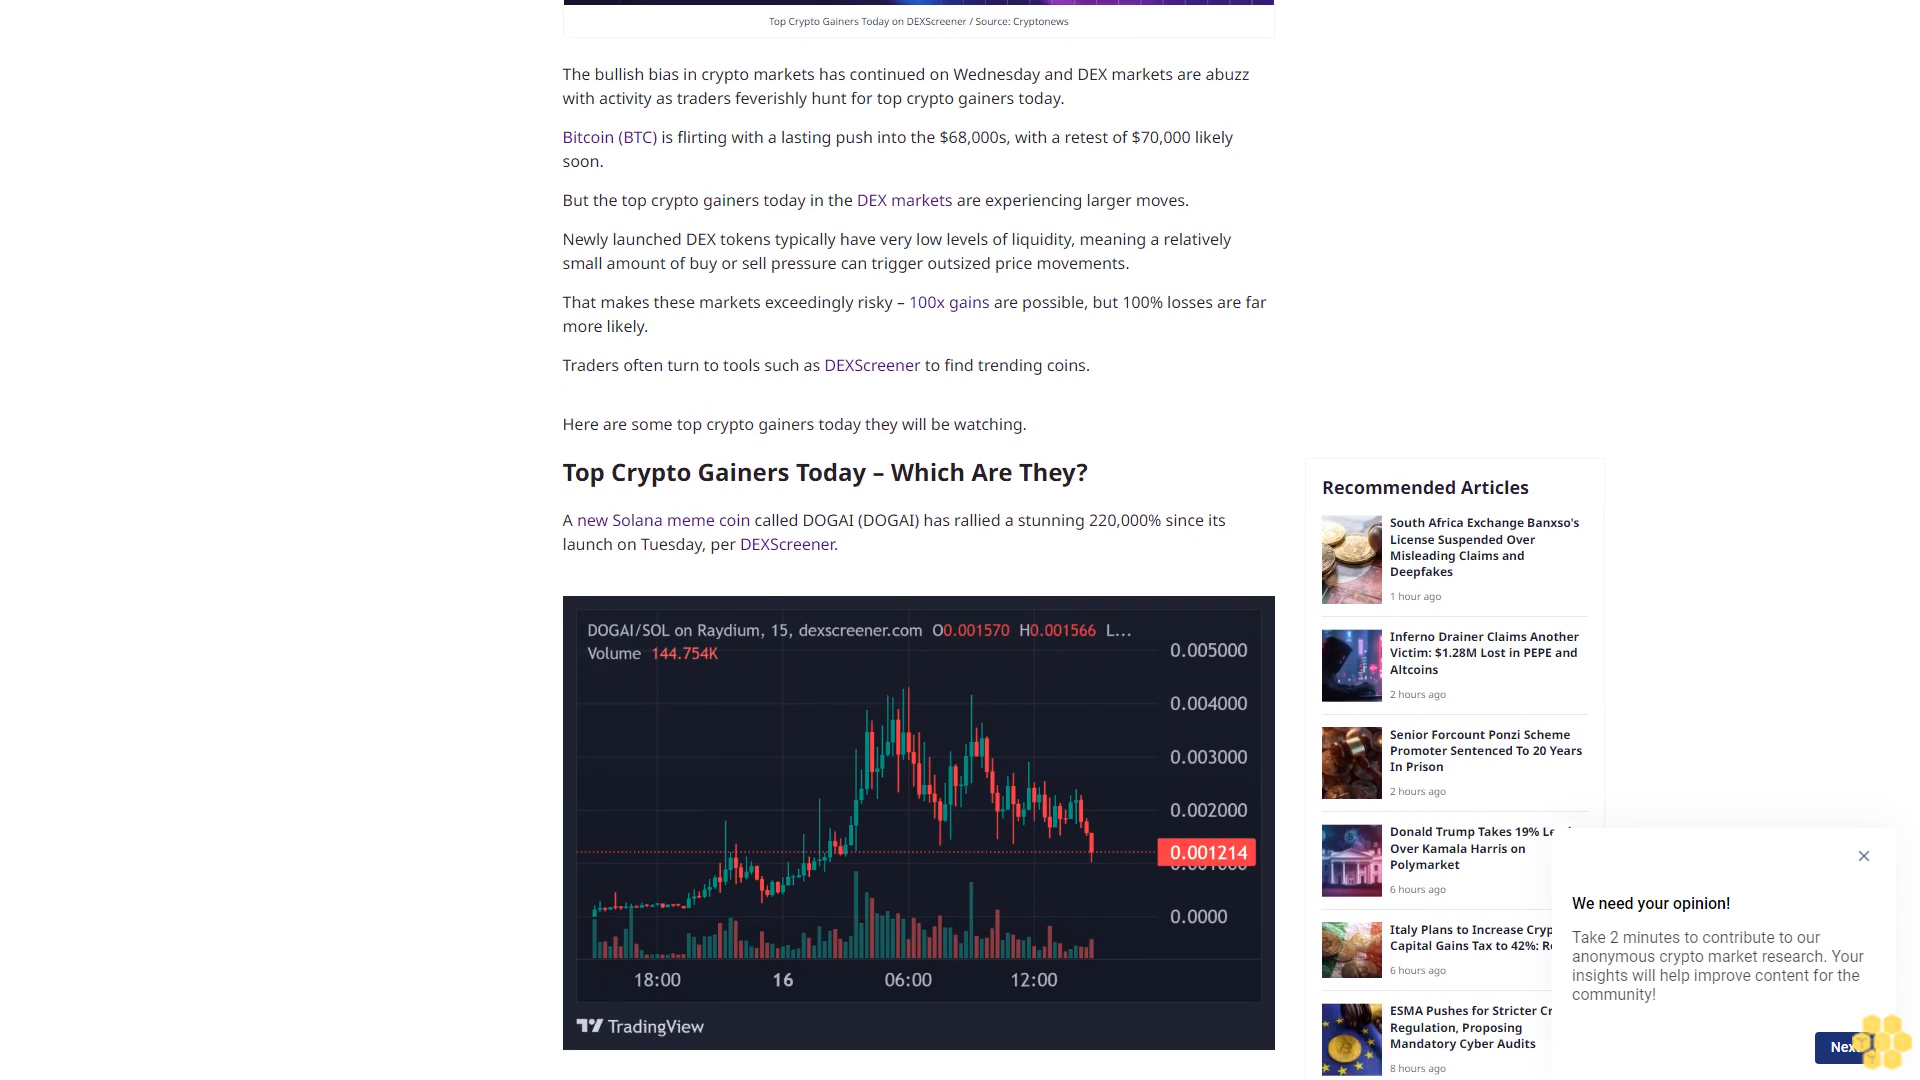 Top Crypto Gainers Today on DEXScreener / Source: Cryptonews
The bullish bias in crypto markets has continued on Wednesday and DEX markets are abuzz
with activity as traders feverishly hunt for top crypto gainers today.
Bitcoin (BTC) is flirting with a lasting push into the $68,000s, with a retest of $70,000 likely
soon.
But the top crypto gainers today in the DEX markets are experiencing larger moves.
Newly launched DEX tokens typically have very low levels of liquidity, meaning a relatively
small amount of buy or sell pressure can trigger outsized price movements.
That makes these markets exceedingly risky – 100x gains are possible, but 100% losses are far
more likely.
Traders often turn to tools such as DEXScreener to find trending coins.
Here are some top crypto gainers today they will be watching.
Top Crypto Gainers Today – Which Are They?
A new Solana meme coin called DOGAI (DOGAI) has rallied a stunning 220,000% since its
launch on Tuesday, per DEXScreener.
DOGAI/SOL on Raydium, 15, dexscreener.com O0.001570 H0.001566 L...
Volume 144.754K
0.005000
0.004000
0.003000
0.002000
0.001214
0.0000
18:00 16 06:00 12:00
TradingView
Recommended Articles
South Africa Exchange Banxso's
License Suspended Over
Misleading Claims and
Deepfakes
1 hour ago
Inferno Drainer Claims Another
Victim: $1.28M Lost in PEPE and
Altcoins
2 hours ago
Senior Forcount Ponzi Scheme
Promoter Sentenced To 20 Years
In Prison
2 hours ago
Donald Trump Takes 19%
Over Kamala Harris on
Polymarket
6 hours ago
Italy Plans to Increase
Capital Gains Tax to 42%:
6 hours ago
ESMA Pushes for Stricter
Regulation, Proposing
Mandatory Cyber Audits
8 hours ago
We need your opinion!
Take 2 minutes to contribute to our
anonymous crypto market research. Your
insights will help improve content for the
community!